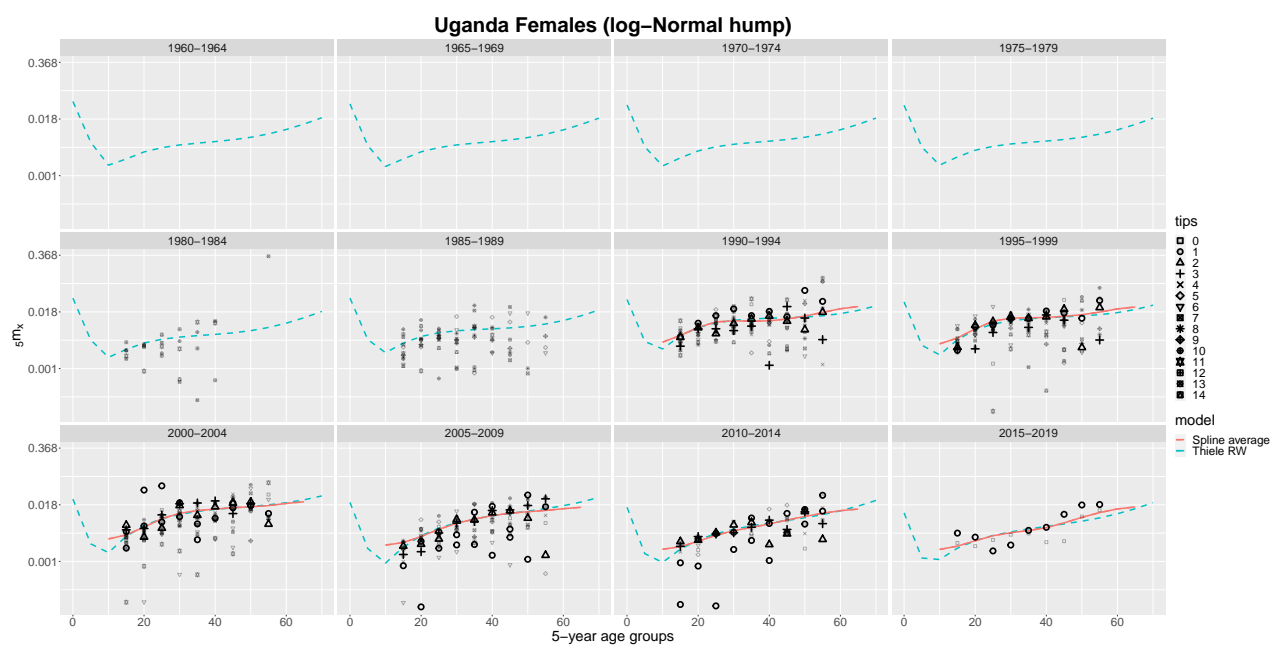 Uganda Females (log−Normal hump)
1960−1964 1965−1969 1970−1974 1975−1979
0.368
0.018
0.001
1980−1984 1985−1989 1990−1994 1995−1999
0.368
0.018
0.001
2000−2004 2005−2009 2010−2014 2015−2019
0.368
0.018
0.001
0 20 40 60 0 20 40 60 0 20 40 60 0 20 40 60
5−year age groups
5mx
tips
0
1
2
3
4
5
6
7
8
9
10
11
12
13
14
model
Spline average
Thiele RW